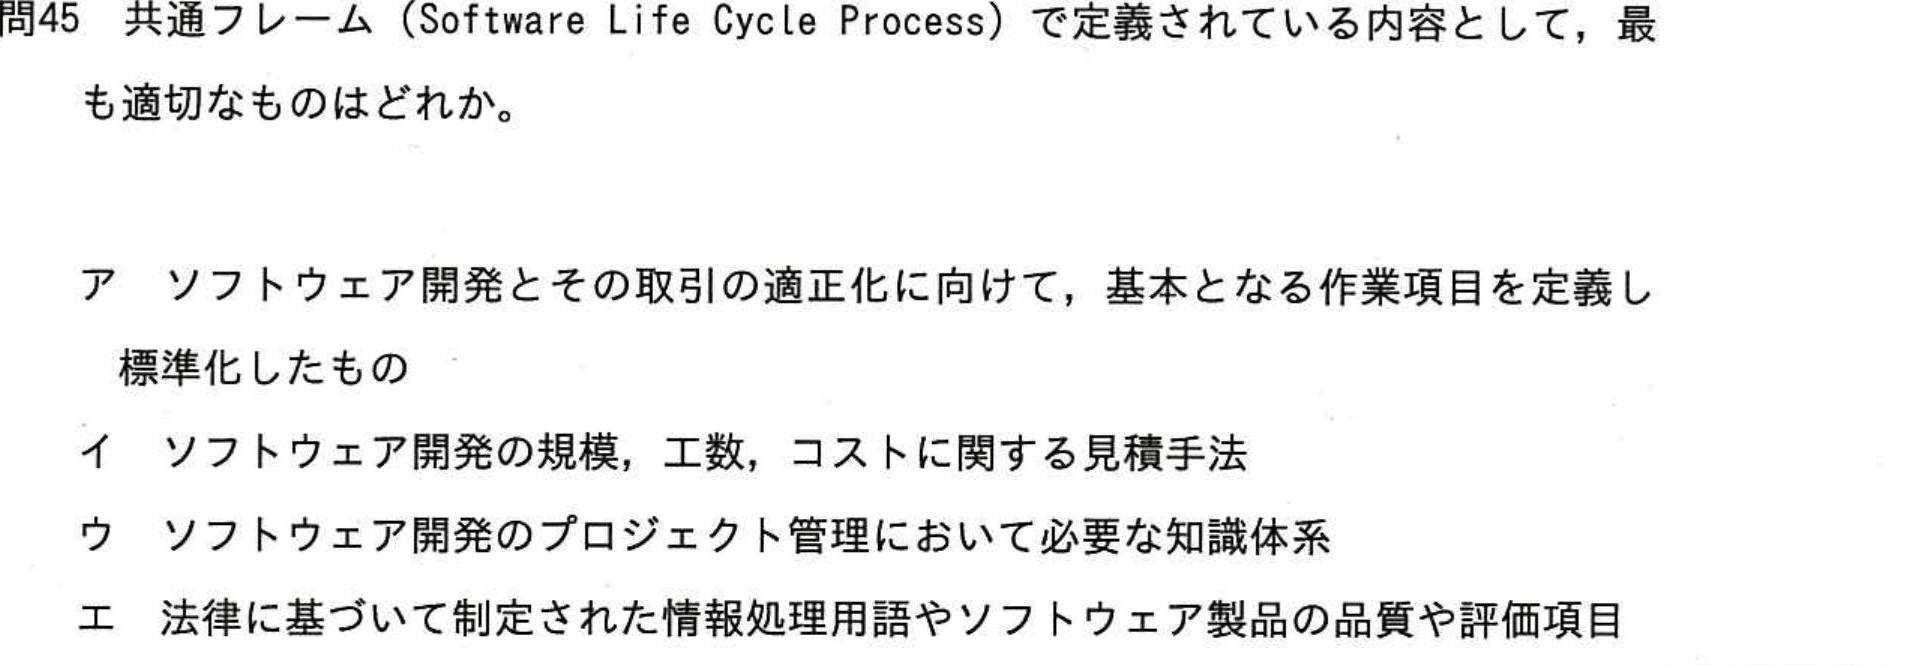 問45　共通フレーム（Software Life Cycle Process）で定義されている内容として，最
も適切なものはどれか。
ア　ソフトウェア開発とその取引の適正化に向けて，基本となる作業項目を定義し
標準化したもの
イ　ソフトウェア開発の規模，工数，コストに関する見積手法
ウ　ソフトウェア開発のプロジェクト管理において必要な知識体系
エ　法律に基づいて制定された情報処理用語やソフトウェア製品の品質や評価項目